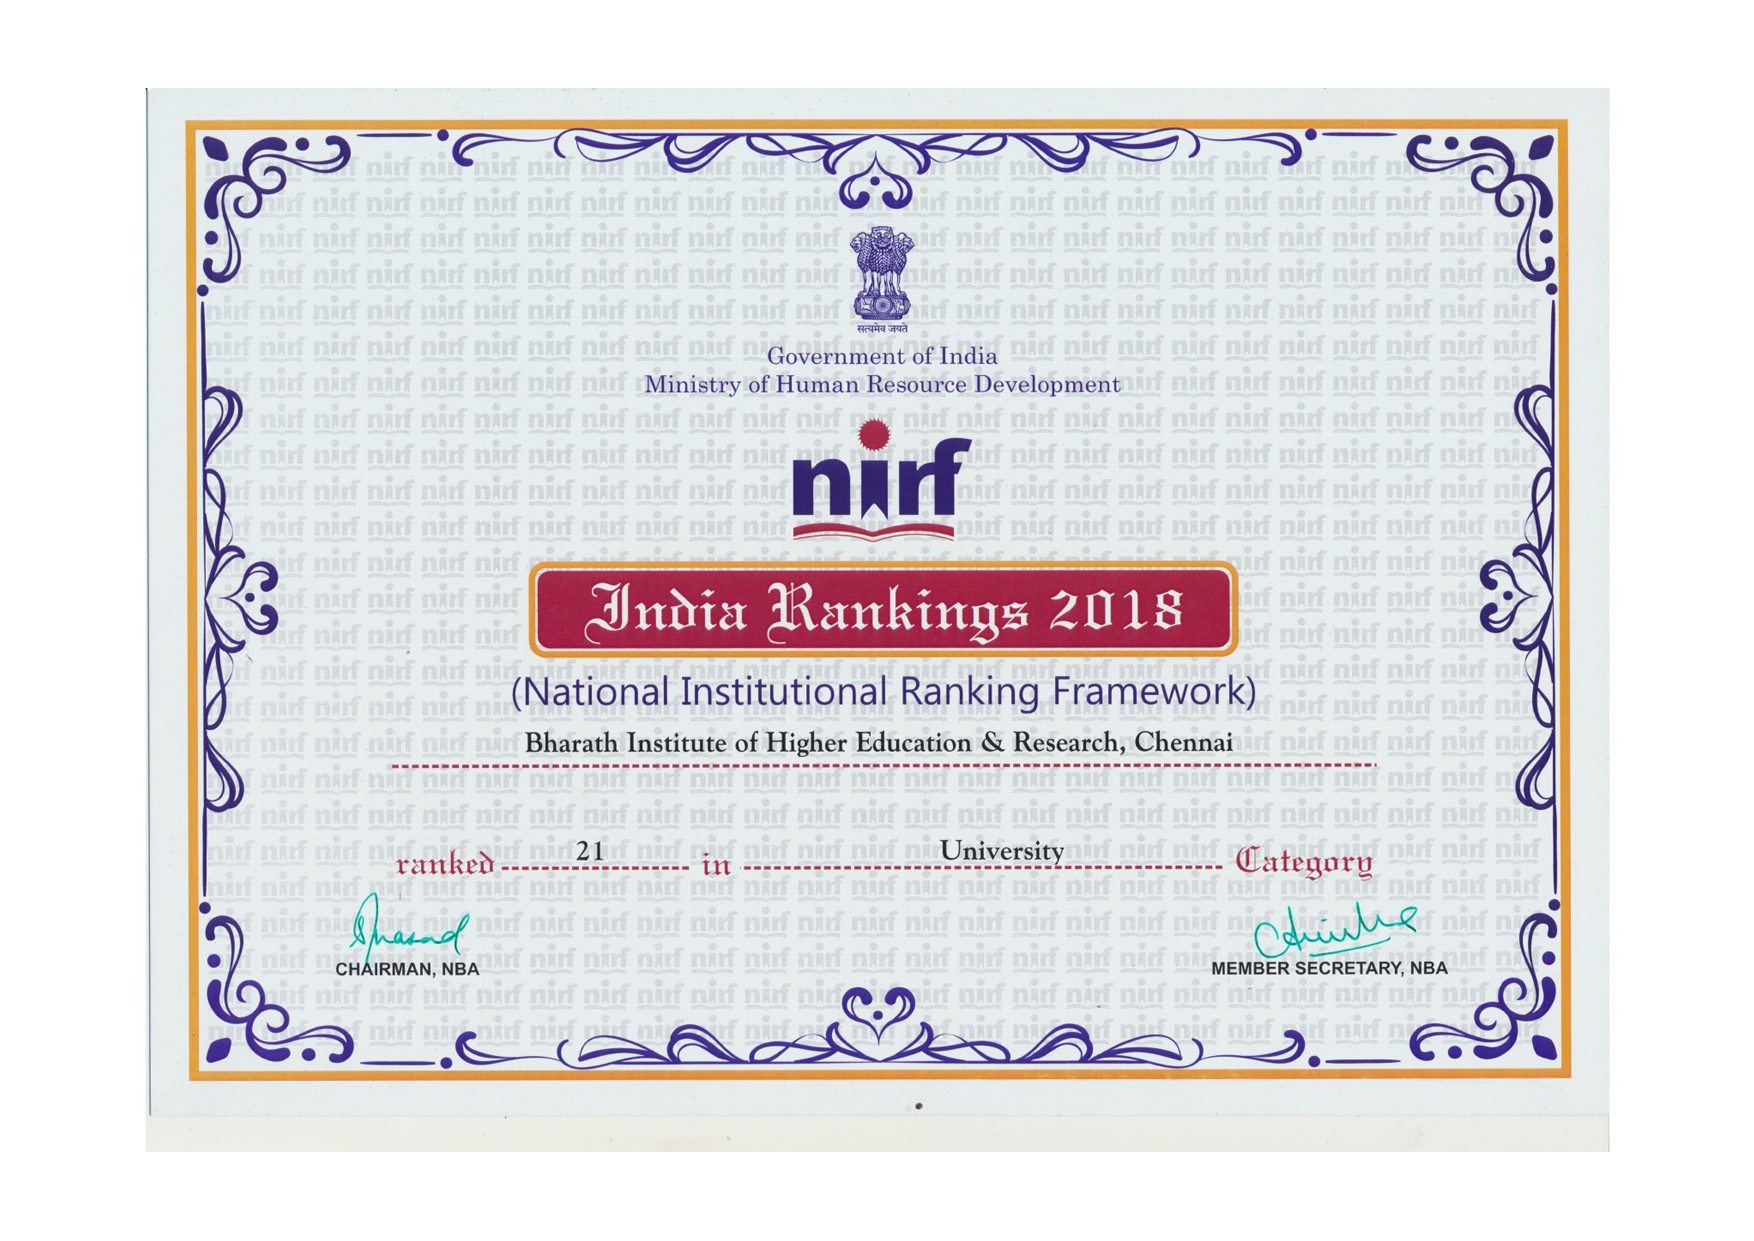 सत्यमेव जयते
Government of India
Ministry of Human Resource Development
nirf
India Rankings 2018
(National Institutional Ranking Framework)
Bharath Institute of Higher Education & Research, Chennai
ranked 21 in University Category
CHAIRMAN, NBA
MEMBER SECRETARY, NBA